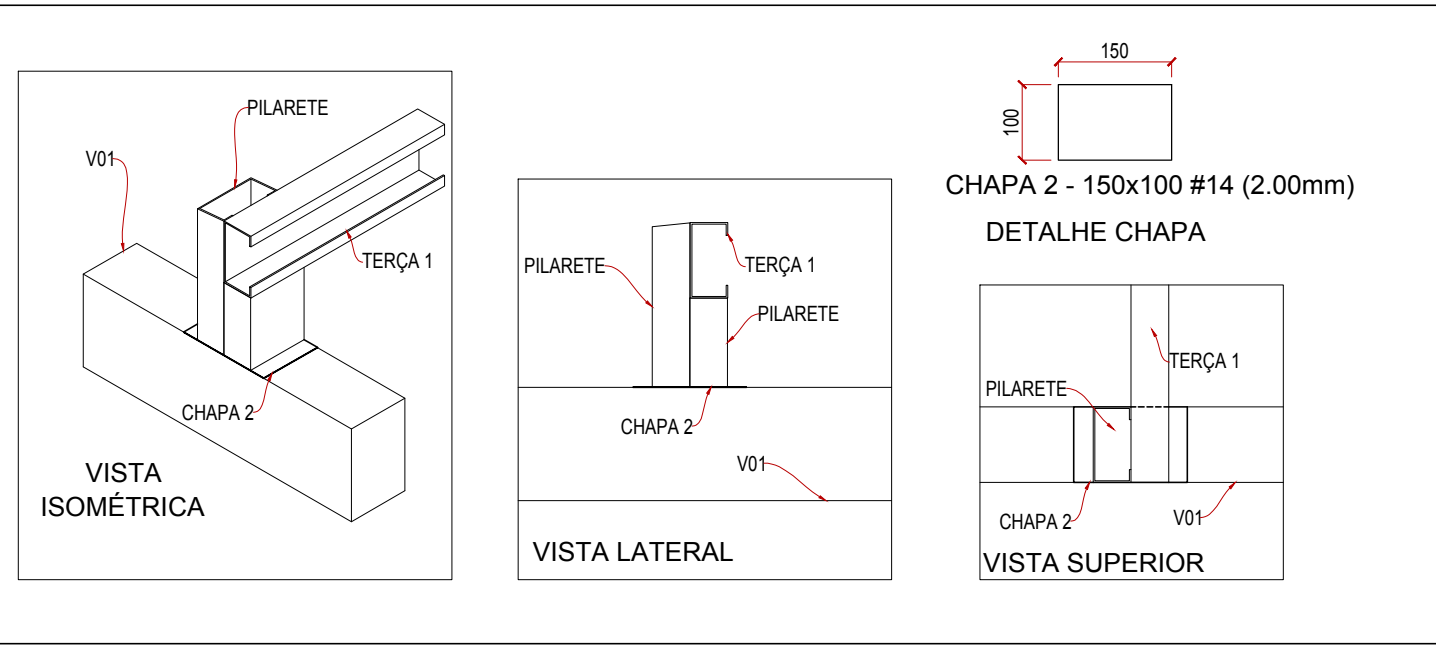 PILARETE
V01
TERÇA 1
CHAPA 2
VISTA
ISOMÉTRICA
PILARETE
TERÇA 1
PILARETE
CHAPA 2
V01
VISTA LATERAL
150
100
CHAPA 2 - 150x100 #14 (2.00mm)
DETALHE CHAPA
TERÇA 1
PILARETE
CHAPA 2
V01
VISTA SUPERIOR